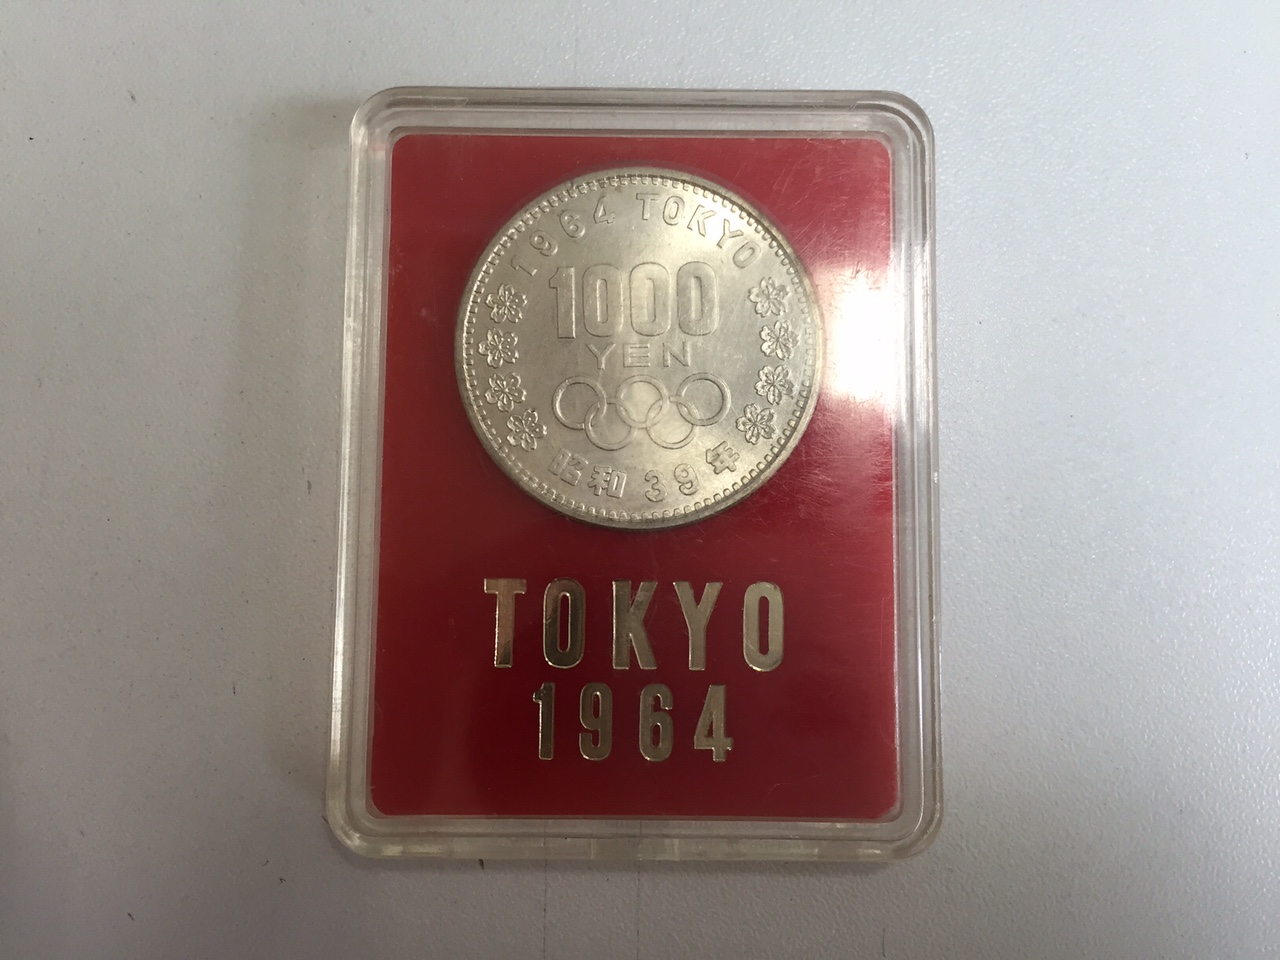 1964 TOKYO
1000
YEN
昭和 39年
TOKYO
1964